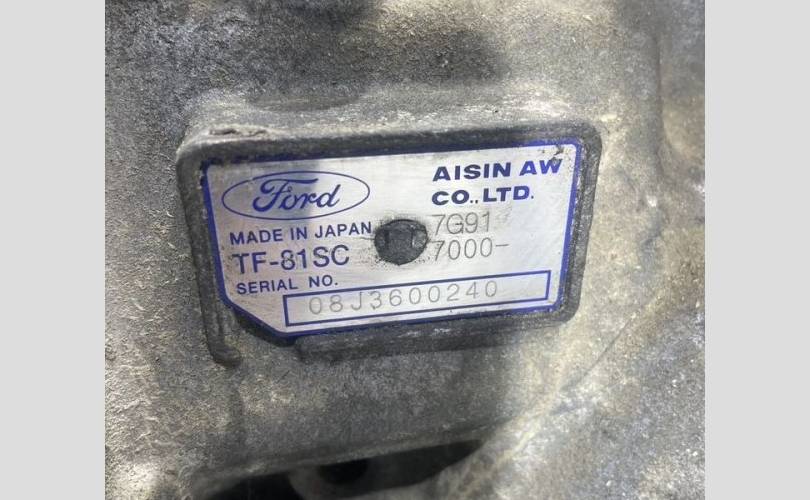 Ford
AISIN AW
CO.,LTD.
MADE IN JAPAN
7G91
TF-81SC
7000-
SERIAL NO.
08J3600240